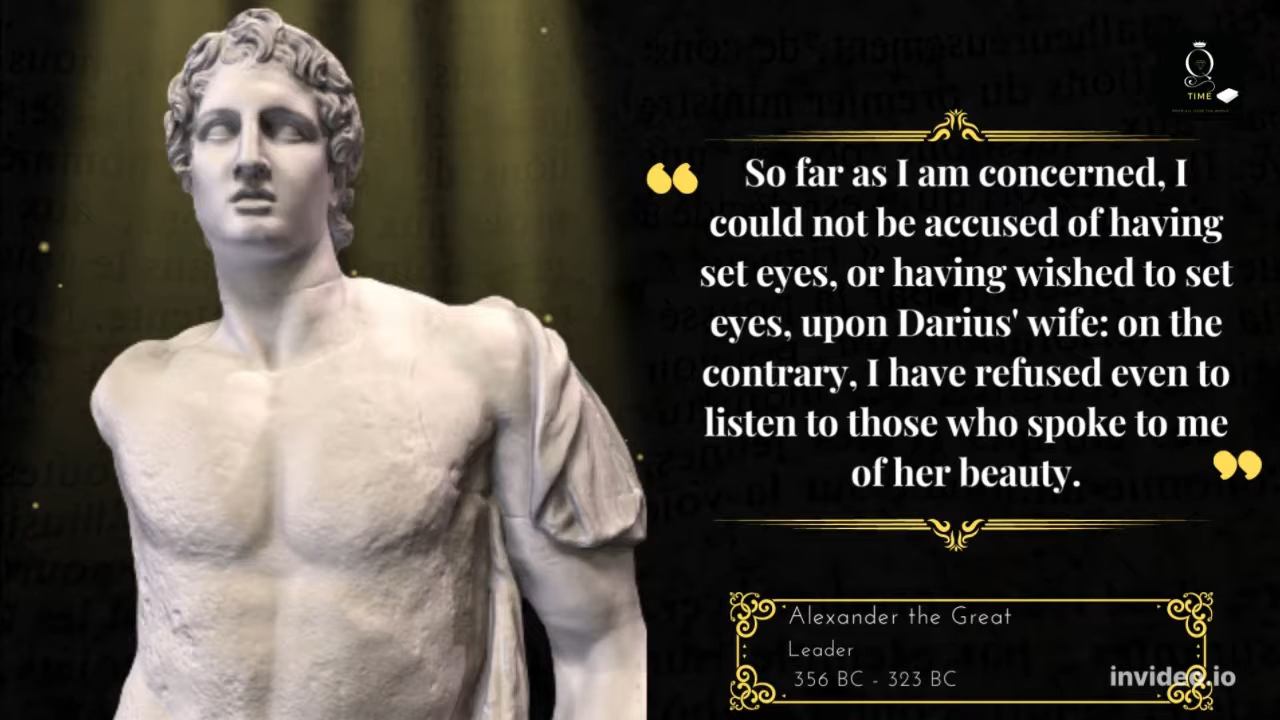 Q
TIME
So far as I am concerned, I
could not be accused of having
set eyes, or having wished to set
eyes, upon Darius' wife: on the
contrary, I have refused even to
listen to those who spoke to me
of her beauty.
Alexander the Great
Leader
356 BC - 323 BC
invideo.io